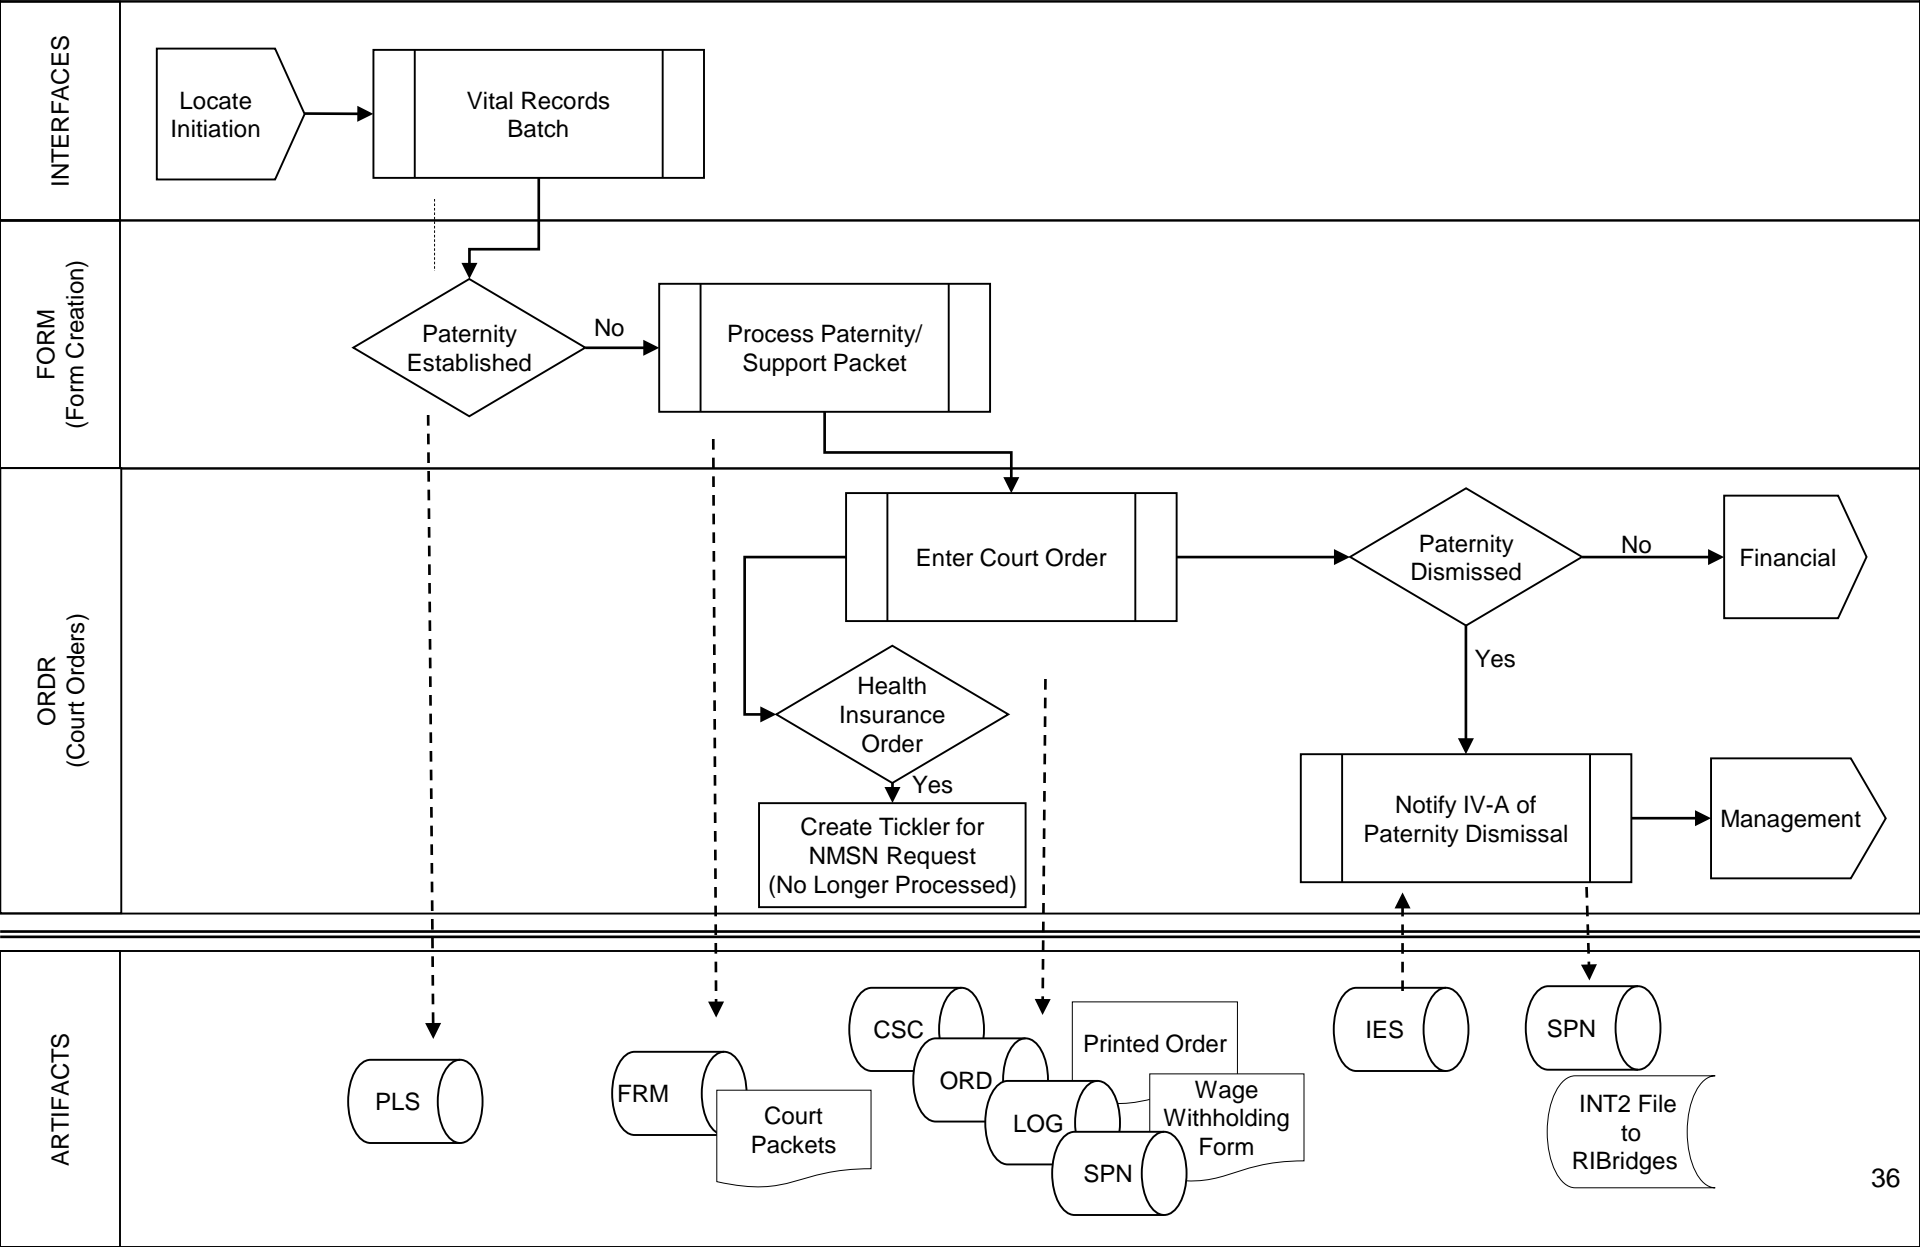 INTERFACES
Locate
Initiation
Vital Records
Batch
FORM
(Form Creation)
Paternity
Established
No
Process Paternity/
Support Packet
ORDR
(Court Orders)
Enter Court Order
Paternity
Dismissed
No
Financial
Yes
Health
Insurance
Order
Yes
Create Tickler for
NMSN Request
(No Longer Processed)
Notify IV-A of
Paternity Dismissal
Management
ARTIFACTS
PLS
FRM
Court
Packets
CSC
ORD
LOG
SPN
Printed Order
Wage
Withholding
Form
IES
SPN
INT2 File
to
RIBridges
36